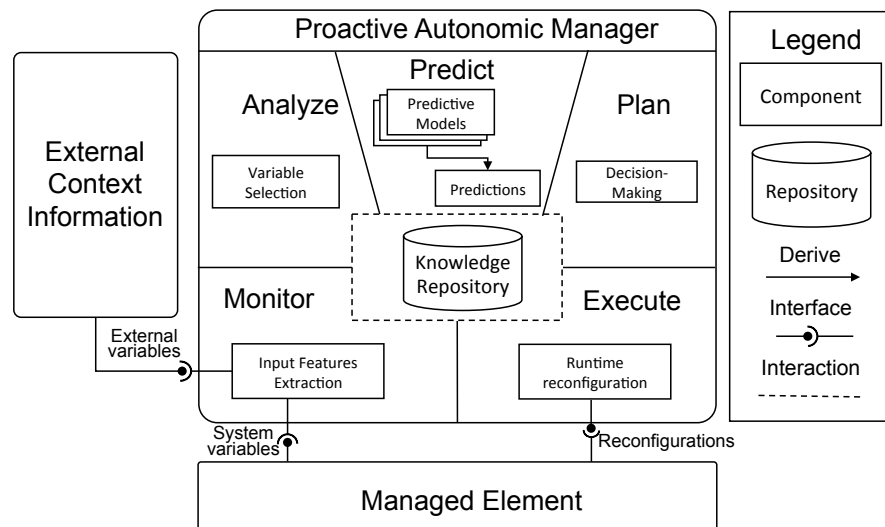 Proactive Autonomic Manager
External
Context
Information
Analyze
Variable
Selection
Predict
Predictive
Models
Predictions
Plan
Decision-
Making
Knowledge
Repository
Monitor
Input Features
Extraction
Execute
Runtime
reconfiguration
External
variables
System
variables
Reconfigurations
Managed Element
Legend
Component
Repository
Derive
Interface
Interaction